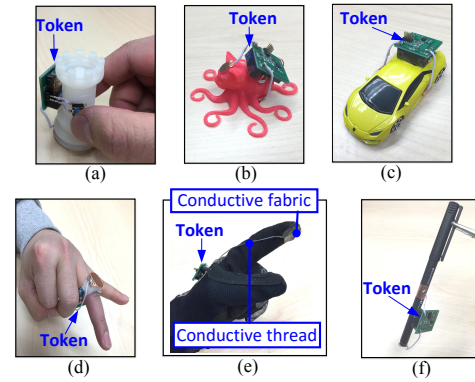 Token
Token
Token
(a)
(b)
(c)
Conductive fabric
Token
Token
Conductive thread
Token
(d)
(e)
(f)